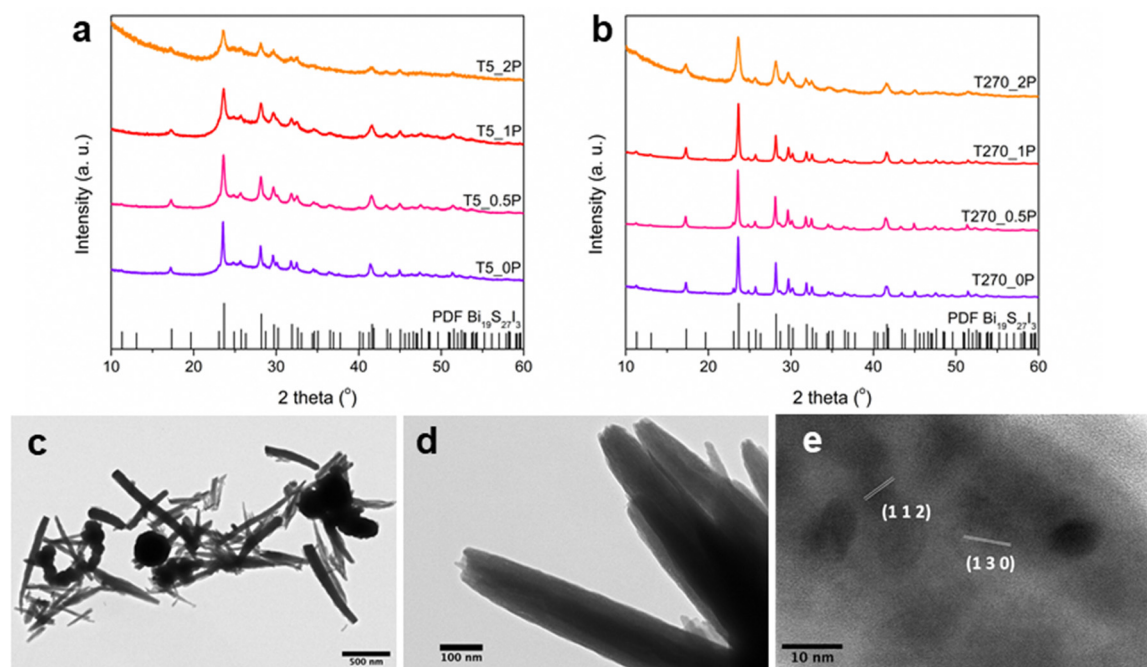 a
T5_2P
T5_1P
T5_0.5P
T5_0P
PDF Bi₁₉S₂₇I₃
Intensity (a. u.)
10 20 30 40 50 60
2 theta (°)
b
T270_2P
T270_1P
T270_0.5P
T270_0P
PDF Bi₁₉S₂₇I₃
Intensity (a. u.)
10 20 30 40 50 60
2 theta (°)
c
500 nm
d
100 nm
e
(1 1 2)
(1 3 0)
10 nm